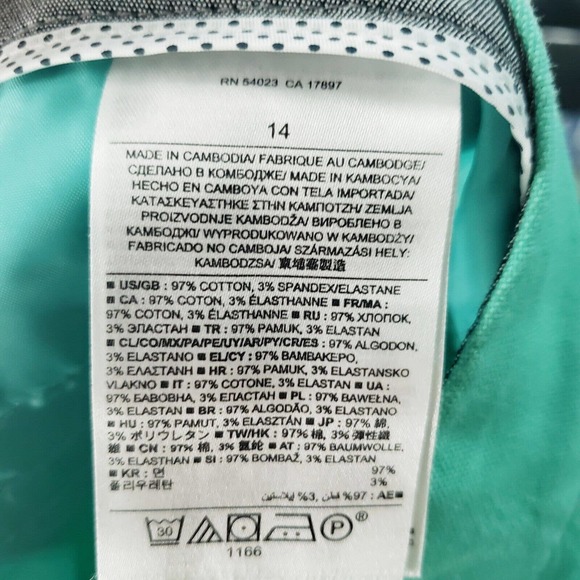 RN 54023 CA 17897
14
MADE IN CAMBODIA/ FABRIQUE AU CAMBODGE/
СДЕЛАНО В КОМБОДЖЕ/ MADE IN KAMBOCYA/
HECHO EN CAMBOYA CON TELA IMPORTADA/
ΚΑΤΑΣΚΕΥΑΣΤΗΚΕ ΣΤΗΝ ΚΑΜΠΟΤΖΗ/ ZEMLJA
PROIZVODNJE KAMBODŽA/ ВИРОБЛЕНО В
КАМБОДЖІ/ WYPRODUKOWANO W KAMBODŻY/
FABRICADO NO CAMBOJA/ SZÁRMAZÁSI HELY:
KAMBODZSA/ 柬埔寨製造
■ US/GB : 97% COTTON, 3% SPANDEX/ELASTANE
■ CA : 97% COTON, 3% ÉLASTHANNE ■ FR/MA :
97% COTON, 3% ÉLASTHANNE ■ RU : 97% ХЛОПОК,
3% ЭЛАСТАН ■ TR : 97% PAMUK, 3% ELASTAN
■ CL/CO/MX/PA/PE/UY/AR/PY/CR/ES : 97% ALGODON,
3% ELASTANO ■ EL/CY : 97% ΒΑΜΒΑΚΕΡΟ,
3% ΕΛΑΣΤΑΝΗ ■ HR : 97% PAMUK, 3% ELASTANSKO
VLAKNO ■ IT : 97% COTONE, 3% ELASTAN ■ UA :
97% БАВОВНА, 3% ЕЛАСТАН ■ PL : 97% BAWEŁNA,
3% ELASTAN ■ BR : 97% ALGODÃO, 3% ELASTANO
■ HU : 97% PAMUT, 3% ELASZTÁN ■ JP : 97% 綿,
3% ポリウレタン ■ TW/HK : 97% 棉, 3% 彈性纖
維 ■ CN : 97% 棉, 3% 氨纶 ■ AT : 97% BAUMWOLLE,
3% ELASTHAN ■ SI : 97% BOMBAŽ, 3% ELASTAN
■ KR : 면 97%
폴리우레탄 3%
■ AE : 97% قطن, 3% إيلاستين
30 P ®
1166